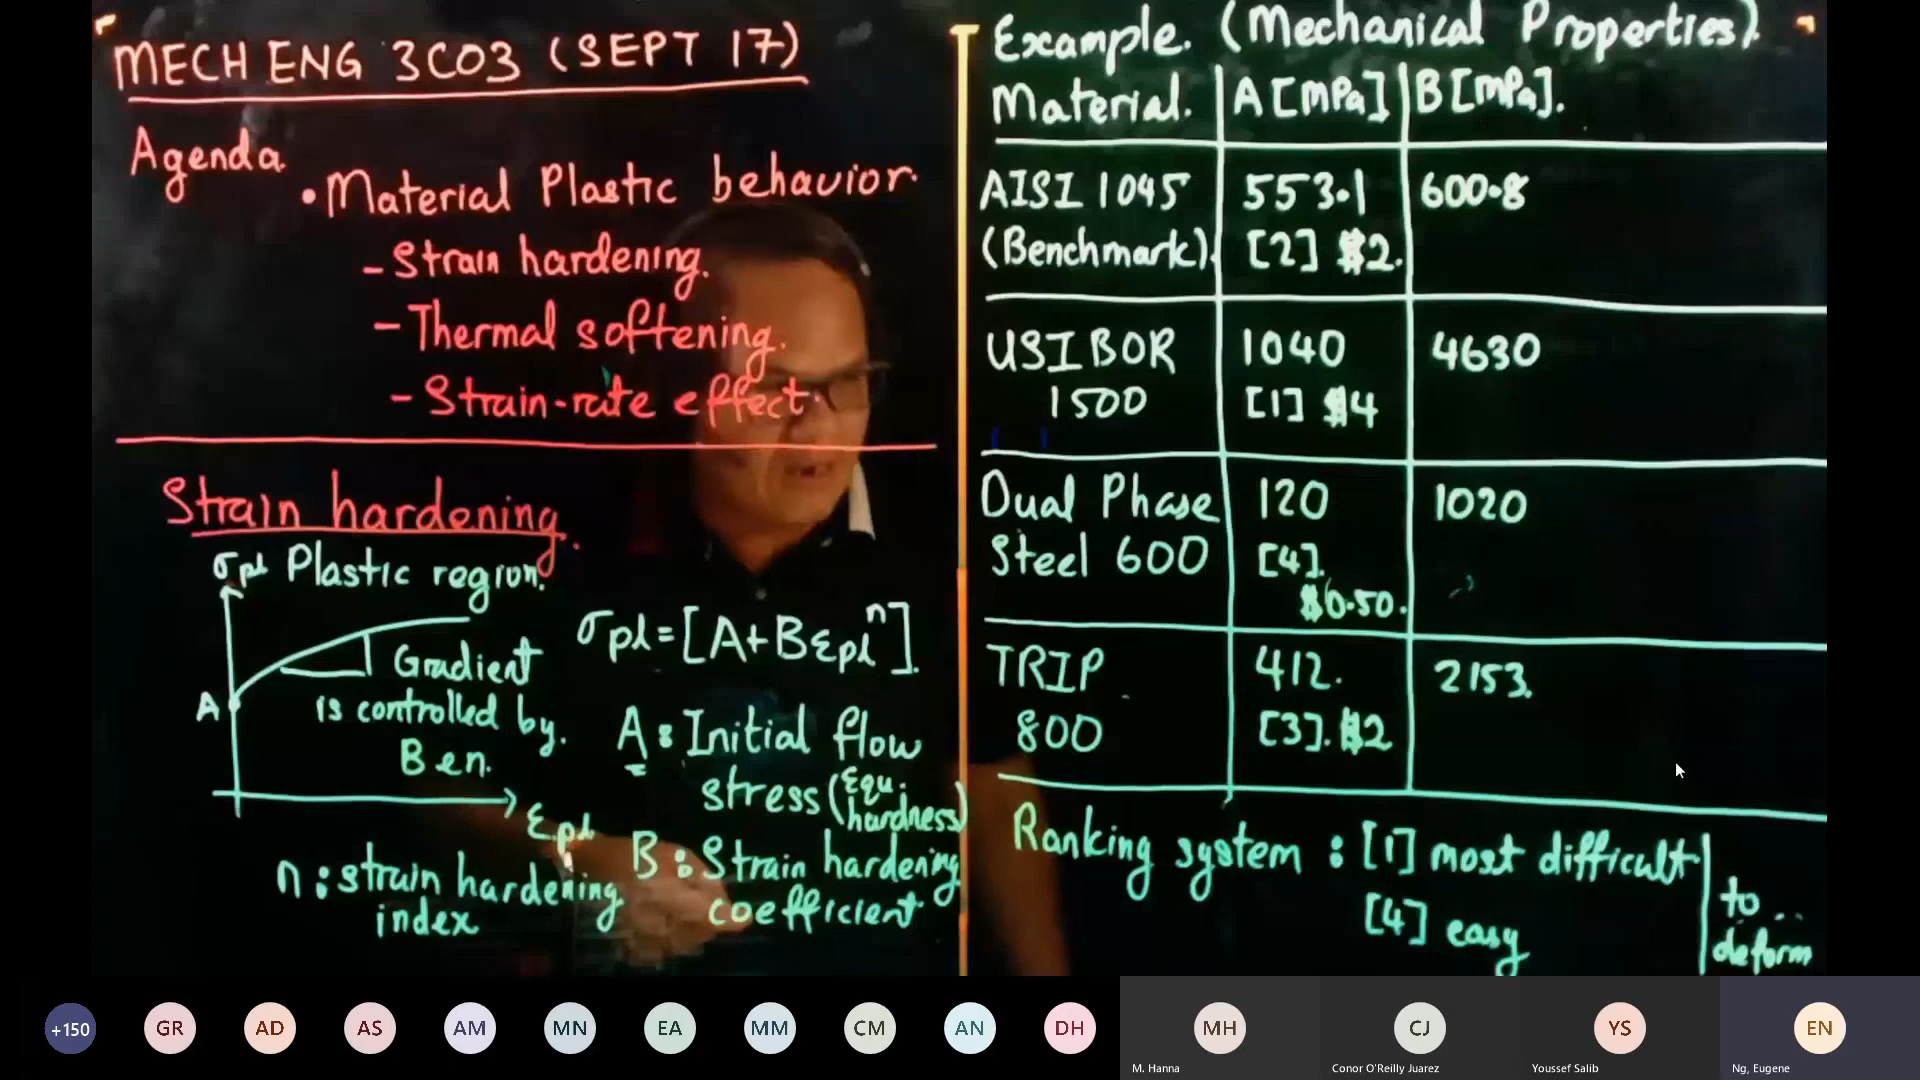 MECH ENG 3C03 (SEPT 17)
Agenda
• Material Plastic behavior.
- Strain hardening.
- Thermal softening.
- Strain-rate effect.
Strain hardening.
σpl Plastic region.
A
Gradient
is controlled by.
B en.
εpl
n: strain hardening
index
σpl=[A+Bεplⁿ].
A: Initial flow
stress (Equ.
hardness)
B: Strain hardening
coefficient.
Example. (Mechanical Properties).
Material. A [MPa] B [MPa].
AISI 1045 553.1 600.8
(Benchmark). [2] $2.
USIBOR 1040 4630
1500 [1] $4
Dual Phase 120 1020
Steel 600 [4].
$0.50.
TRIP 412. 2153.
800 [3]. $2
Ranking system: [1] most difficult
[4] easy
to
deform
+150 GR AD AS AM MN EA MM CM AN DH MH CJ YS EN
M. Hanna Conor O'Reilly Juarez Youssef Salib Ng, Eugene